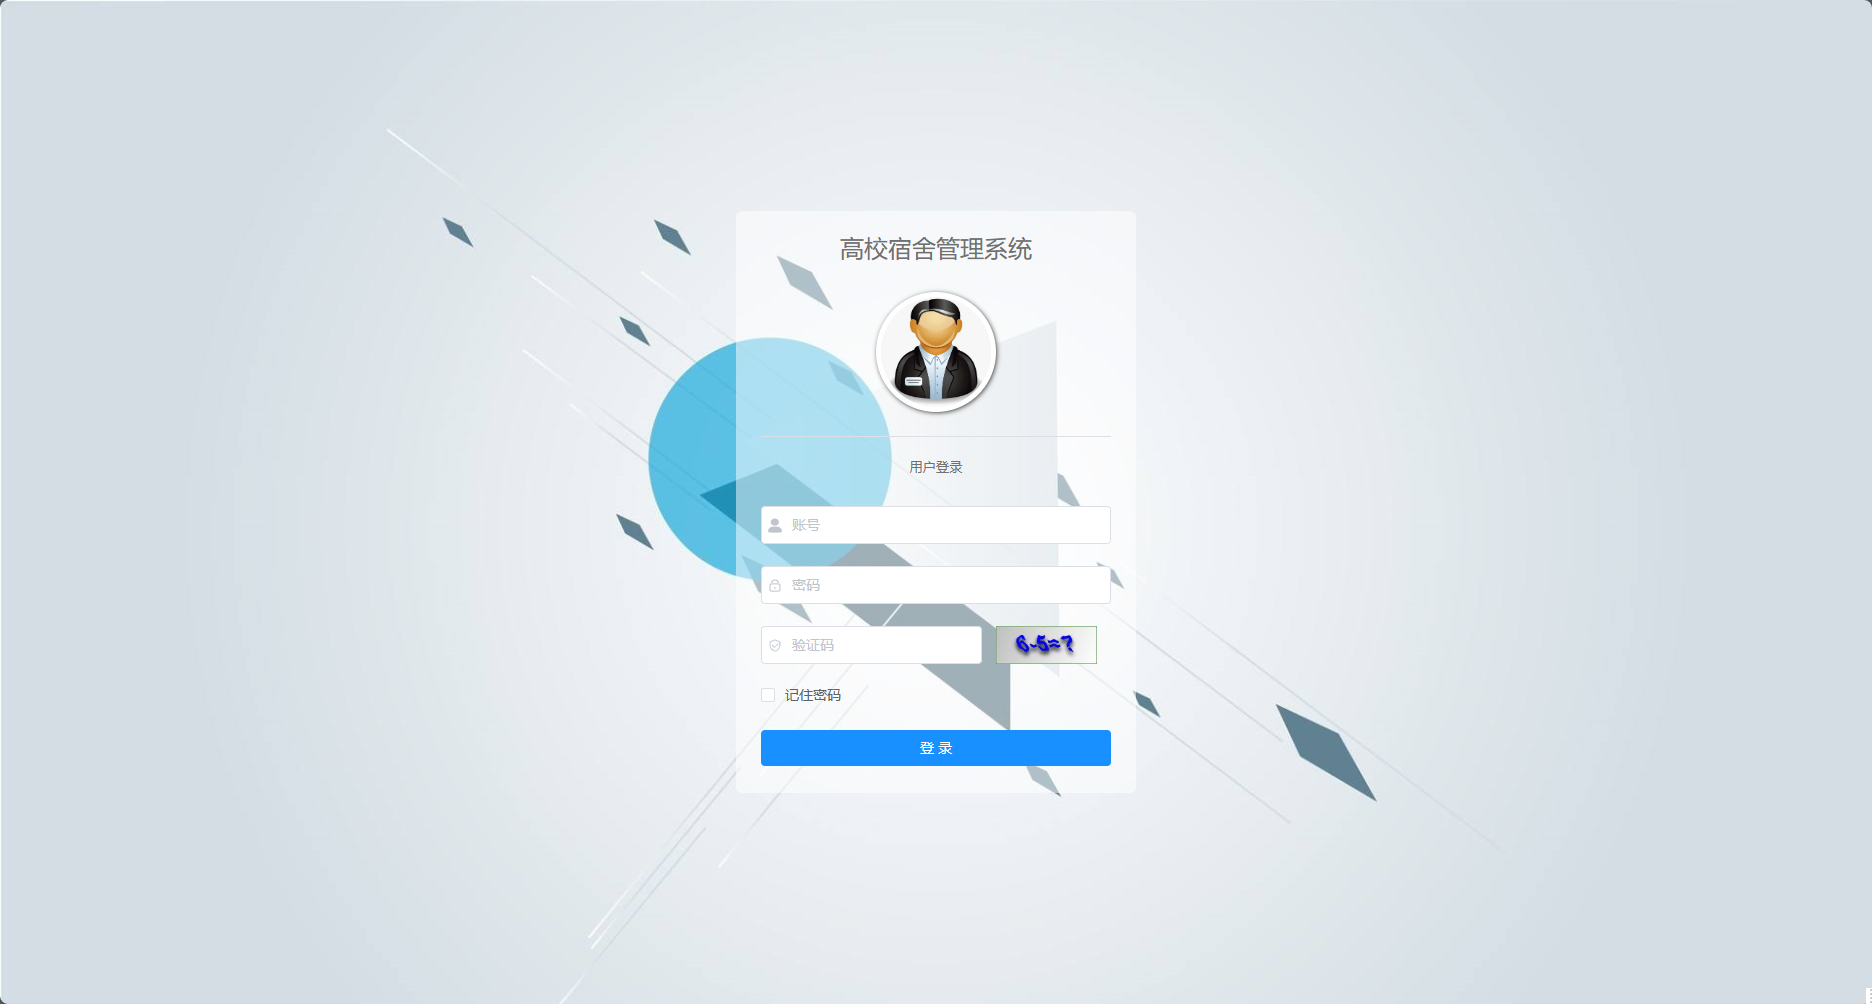 高校宿舍管理系统
用户登录
账号
密码
验证码 6-5=?
记住密码
登 录